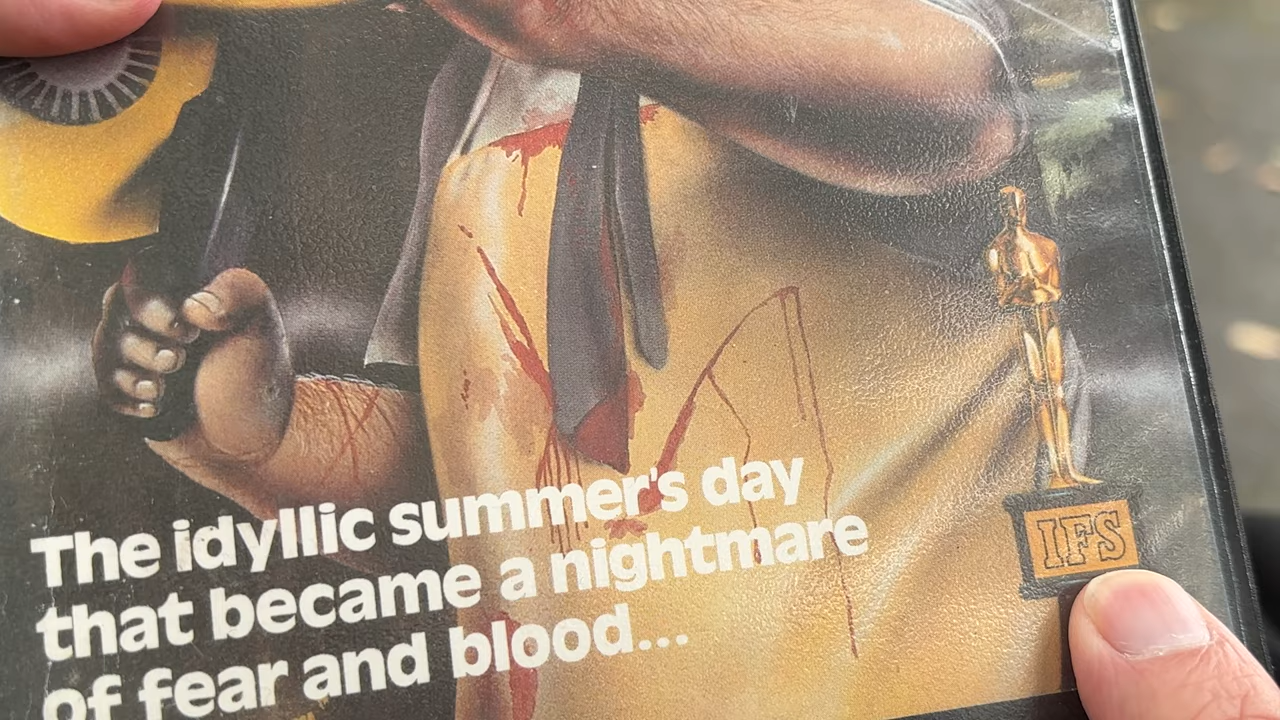 The idyllic summer's day
that became a nightmare
of fear and blood...
IFS